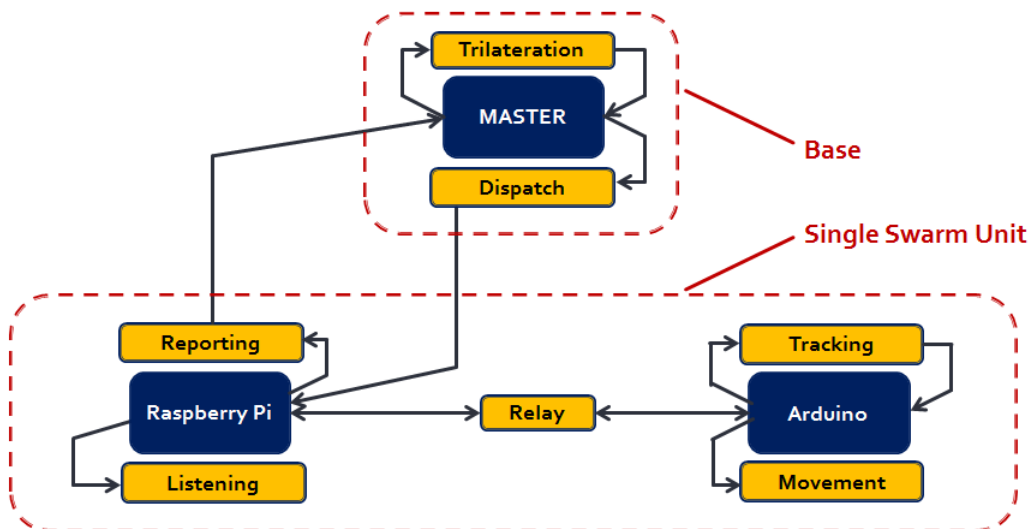 Trilateration
MASTER
Dispatch
Base
Single Swarm Unit
Reporting
Raspberry Pi
Listening
Relay
Tracking
Arduino
Movement